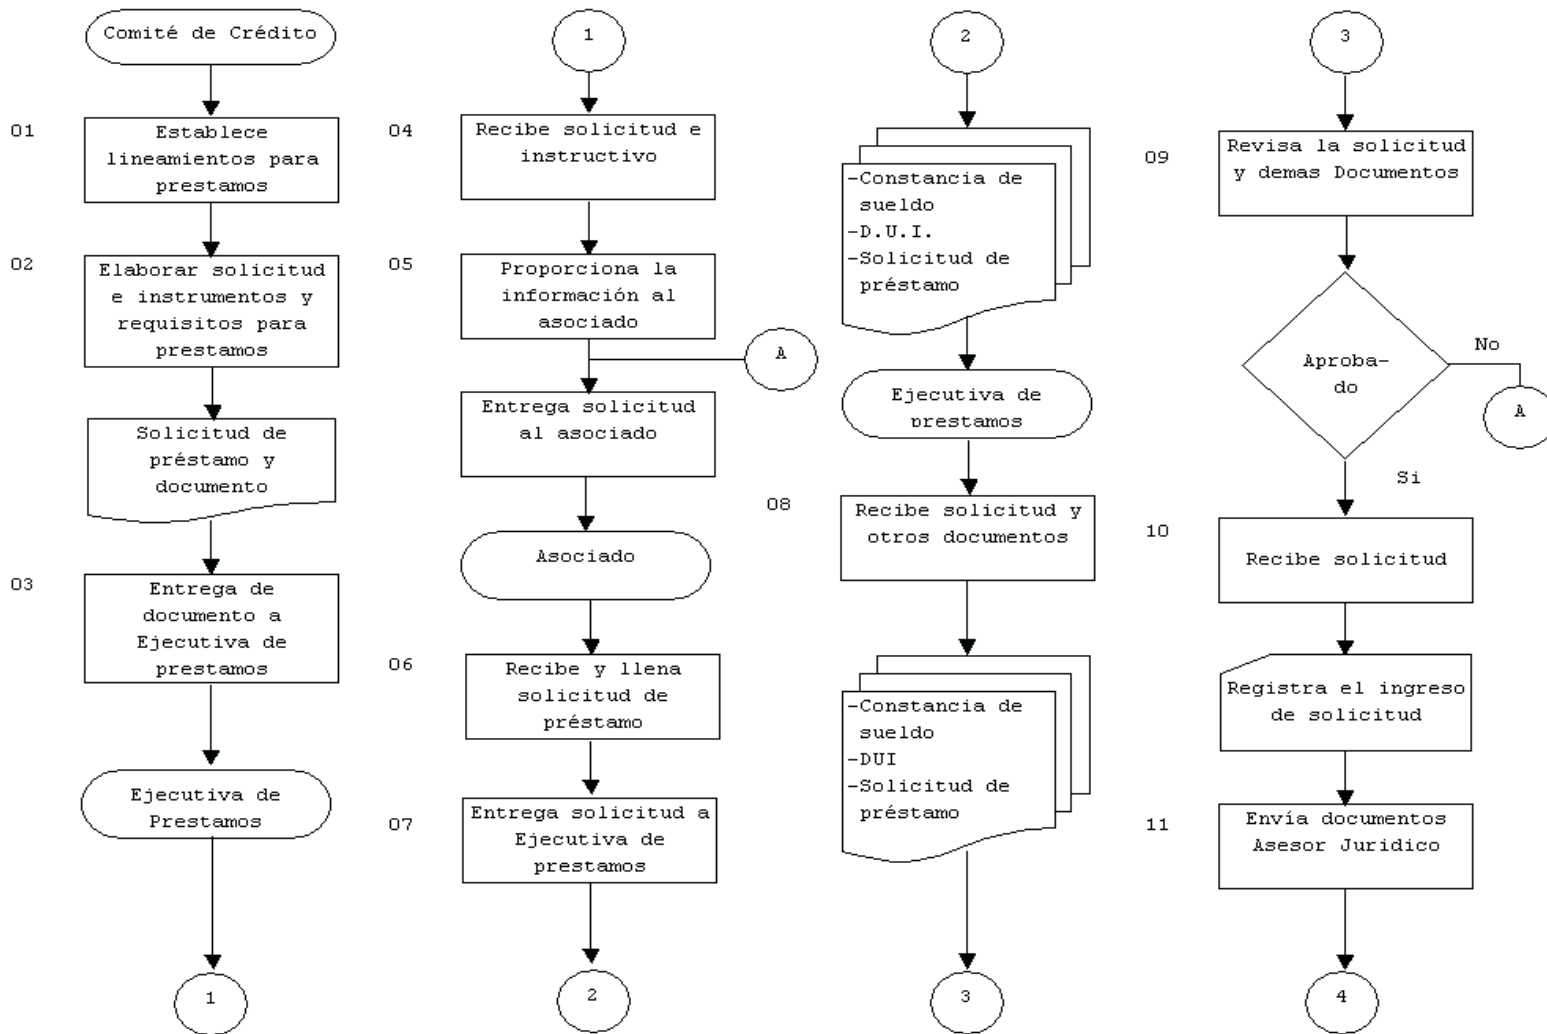 Comité de Crédito
01
Establece
lineamientos para
prestamos
02
Elaborar solicitud
e instrumentos y
requisitos para
prestamos
Solicitud de
préstamo y
documento
03
Entrega de
documento a
Ejecutiva de
prestamos
Ejecutiva de
Prestamos
1
1
04
Recibe solicitud e
instructivo
05
Proporciona la
información al
asociado
A
Entrega solicitud
al asociado
Asociado
06
Recibe y llena
solicitud de
préstamo
07
Entrega solicitud a
Ejecutiva de
prestamos
2
2
-Constancia de
sueldo
-D.U.I.
-Solicitud de
préstamo
Ejecutiva de
prestamos
08
Recibe solicitud y
otros documentos
-Constancia de
sueldo
-DUI
-Solicitud de
préstamo
3
3
09
Revisa la solicitud
y demas Documentos
Aproba-
do
No
A
Si
10
Recibe solicitud
Registra el ingreso
de solicitud
11
Envía documentos
Asesor Juridico
4